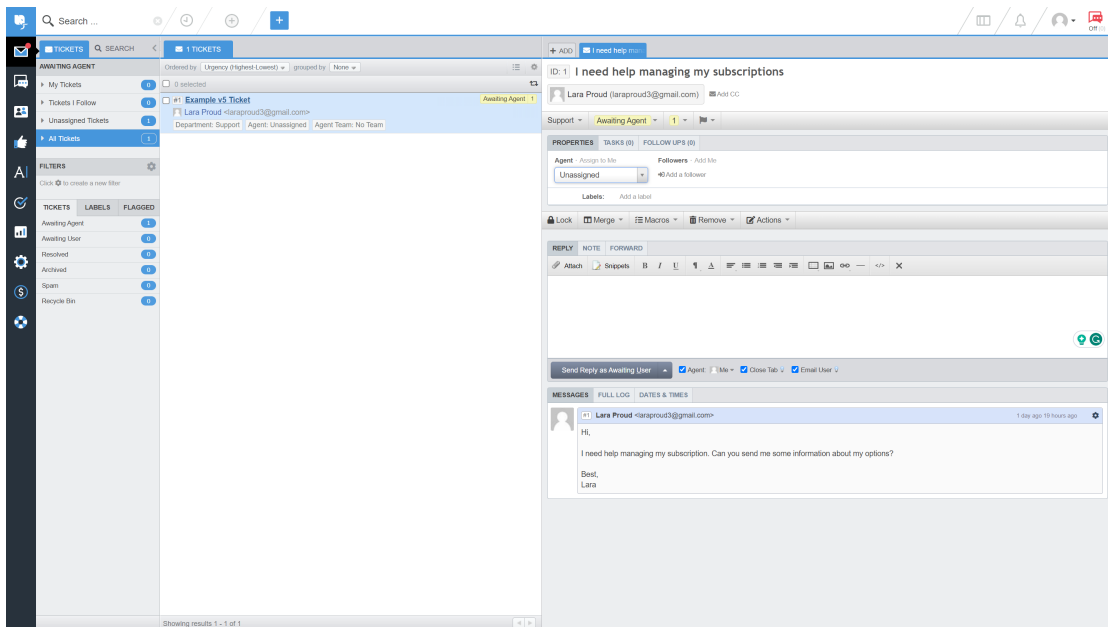 Search ...
Off (0)
TICKETS
SEARCH
AWAITING AGENT
My Tickets 0
Tickets I Follow 0
Unassigned Tickets 1
All Tickets 1
FILTERS
Click to create a new filter
TICKETS LABELS FLAGGED
Awaiting Agent 1
Awaiting User 0
Resolved 0
Archived 0
Spam 0
Recycle Bin 0
AI
1 TICKETS
Ordered by Urgency (Highest-Lowest) grouped by None
0 selected
#1 Example v5 Ticket Awaiting Agent 1
Lara Proud <laraproud3@gmail.com>
Department: Support Agent: Unassigned Agent Team: No Team
Showing results 1 - 1 of 1
+ ADD I need help man
ID: 1 I need help managing my subscriptions
Lara Proud (laraproud3@gmail.com) Add CC
Support Awaiting Agent 1
PROPERTIES TASKS (0) FOLLOW UPS (0)
Agent - Assign to Me Followers - Add Me
Unassigned Add a follower
Labels: Add a label
Lock Merge Macros Remove Actions
REPLY NOTE FORWARD
Attach Snippets B I U ¶ A </> X
Send Reply as Awaiting User Agent: Me Close Tab Email User
MESSAGES FULL LOG DATES & TIMES
#1 Lara Proud <laraproud3@gmail.com> 1 day ago 19 hours ago
Hi,
I need help managing my subscription. Can you send me some information about my options?
Best,
Lara